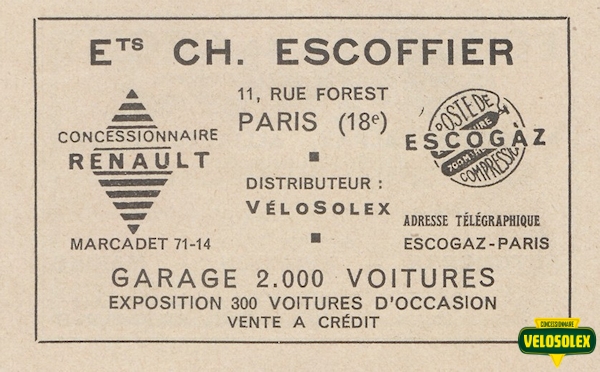 Eᵀˢ CH. ESCOFFIER
11, RUE FOREST
PARIS (18ᵉ)
CONCESSIONNAIRE
RENAULT
MARCADET 71-14
DISTRIBUTEUR :
VÉLOSOLEX
POSTE DE
ESCOGAZ
COMPRESSION
ADRESSE TÉLÉGRAPHIQUE
ESCOGAZ-PARIS
GARAGE 2.000 VOITURES
EXPOSITION 300 VOITURES D'OCCASION
VENTE A CRÉDIT
CONCESSIONNAIRE
VELOSOLEX